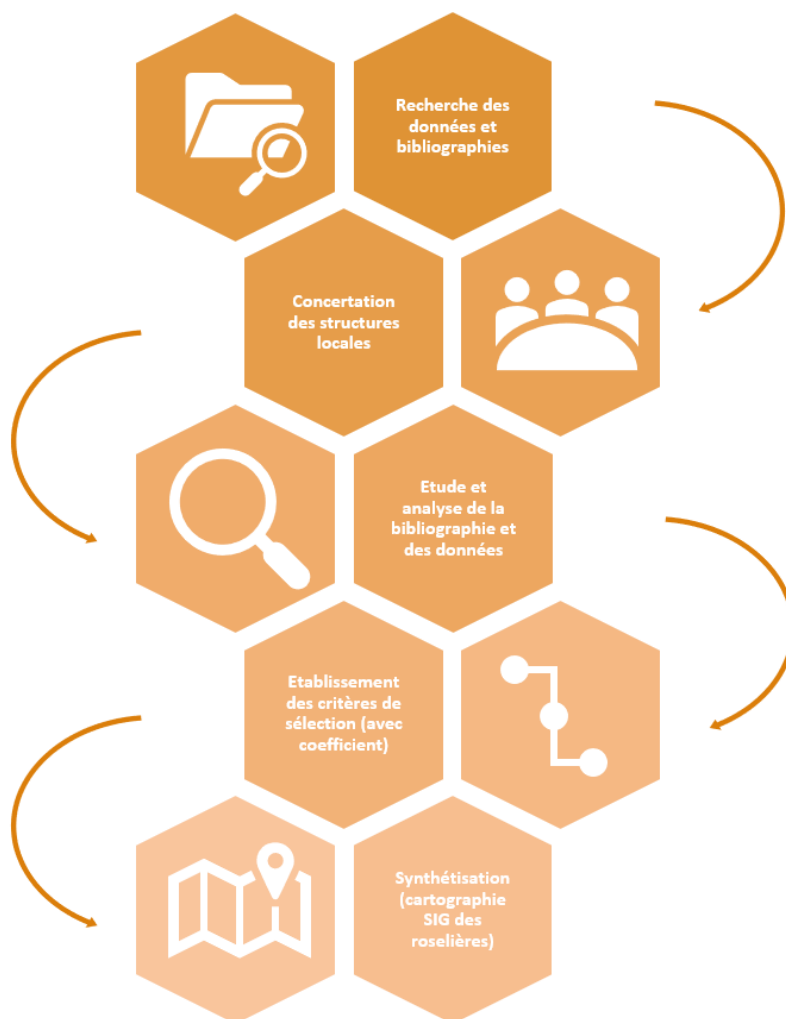 Recherche des
données et
bibliographies
Concertation
des structures
locales
Etude et
analyse de la
bibliographie et
des données
Etablissement
des critères de
sélection (avec
coefficient)
Synthétisation
(cartographie
SIG des
roselières)